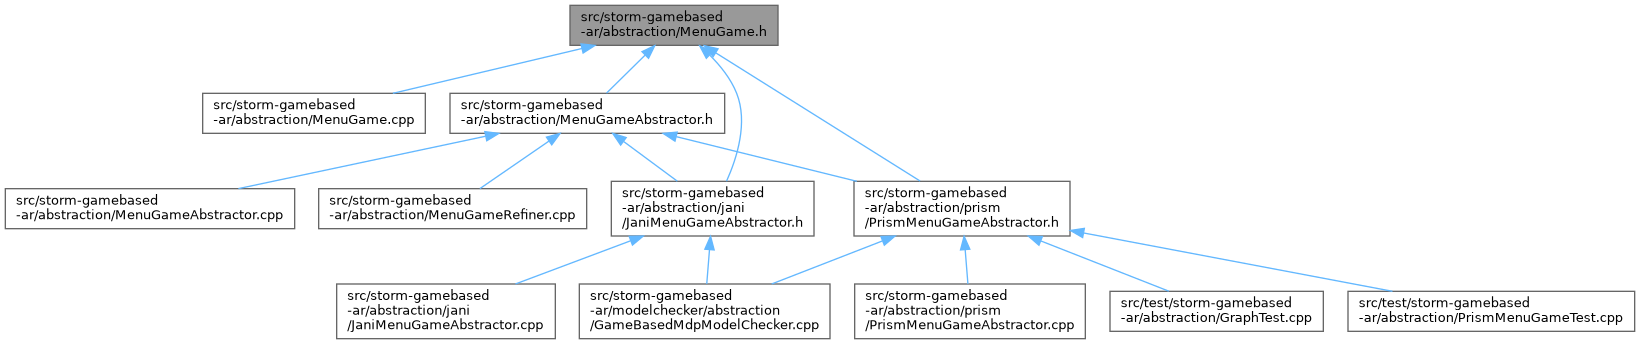 src/storm-gamebased
-ar/abstraction/MenuGame.h
src/storm-gamebased
-ar/abstraction/MenuGame.cpp
src/storm-gamebased
-ar/abstraction/MenuGameAbstractor.h
src/storm-gamebased
-ar/abstraction/MenuGameAbstractor.cpp
src/storm-gamebased
-ar/abstraction/MenuGameRefiner.cpp
src/storm-gamebased
-ar/abstraction/jani
/JaniMenuGameAbstractor.h
src/storm-gamebased
-ar/abstraction/prism
/PrismMenuGameAbstractor.h
src/storm-gamebased
-ar/abstraction/jani
/JaniMenuGameAbstractor.cpp
src/storm-gamebased
-ar/modelchecker/abstraction
/GameBasedMdpModelChecker.cpp
src/storm-gamebased
-ar/abstraction/prism
/PrismMenuGameAbstractor.cpp
src/test/storm-gamebased
-ar/abstraction/GraphTest.cpp
src/test/storm-gamebased
-ar/abstraction/PrismMenuGameTest.cpp